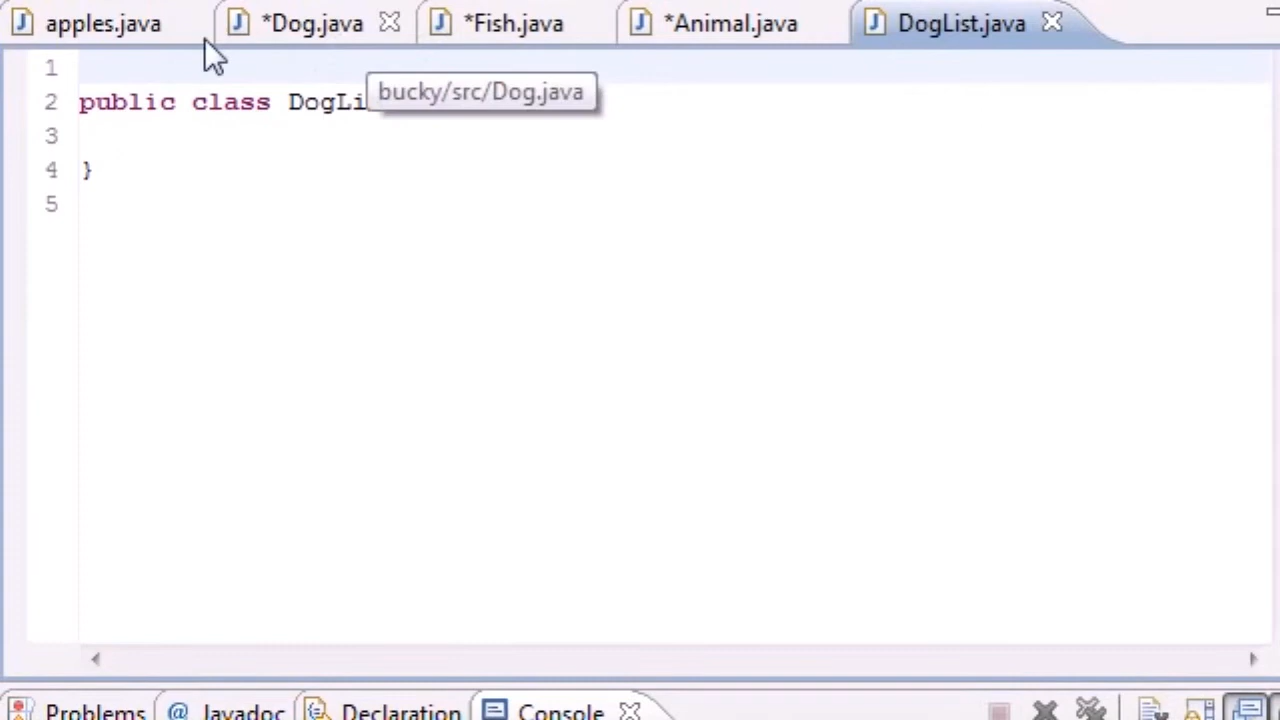 apples.java *Dog.java *Fish.java *Animal.java DogList.java
1
bucky/src/Dog.java
2 public class DogLi
3
4 }
5
Problems @ Javadoc Declaration Console